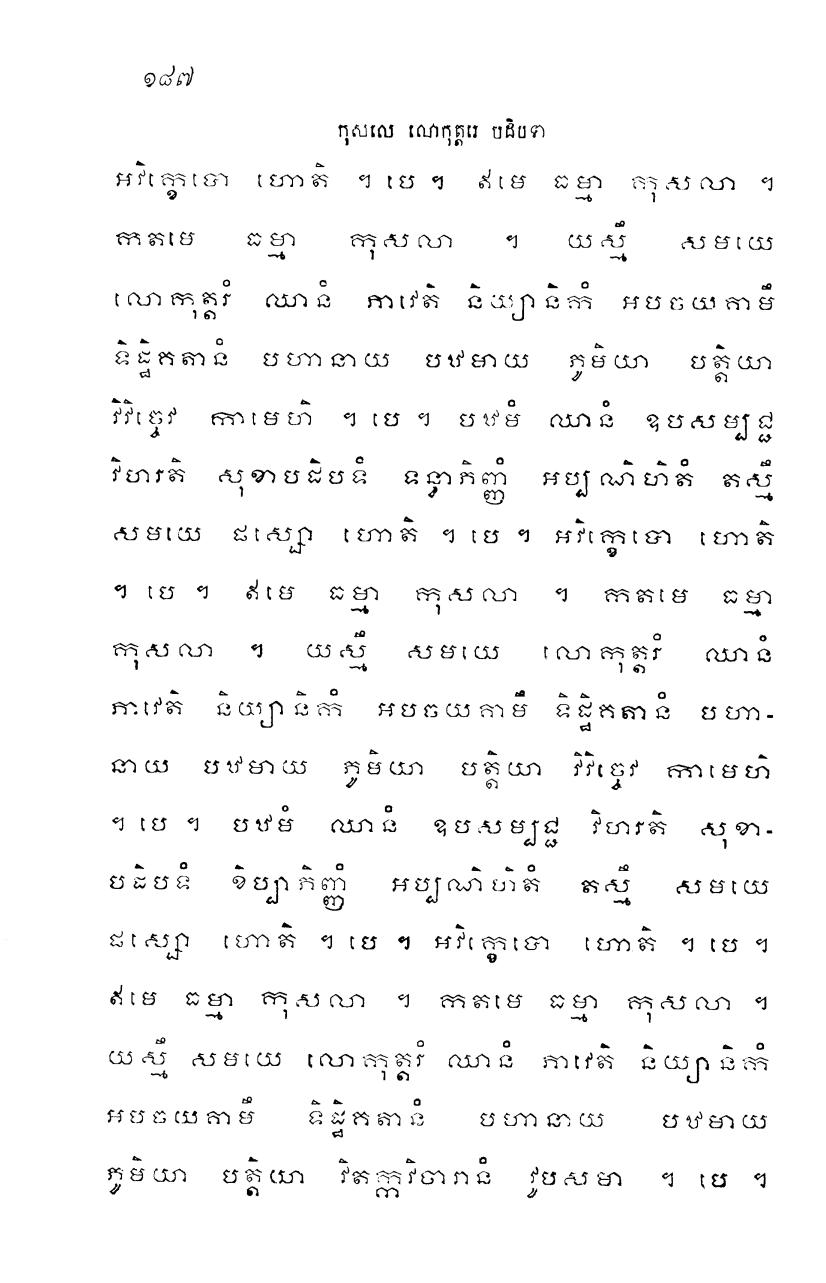 ១៨៧
កុសលេ លោកុត្តរេ បដិបទា
អវិក្ខេបោ ហោតិ ។ បេ ។ ឥមេ ធម្មា កុសលា ។
កតមេ ធម្មា កុសលា ។ យស្មឹ សមយេ
លោកុត្តរំ ឈានំ ភាវេតិ និយ្យានិកំ អបចយគាមឹ
ទិដ្ឋិគតានំ បហានាយ បឋមាយ ភូមិយា បត្តិយា
វិវិច្ចេវ កាមេហិ ។ បេ ។ បឋមំ ឈានំ ឧបសម្បជ្ជ
វិហរតិ សុខាបដិបទំ ទន្ធាភិញ្ញំ អប្បណិហិតំ តស្មឹ
សមយេ ផស្សោ ហោតិ ។ បេ ។ អវិក្ខេបោ ហោតិ
។ បេ ។ ឥមេ ធម្មា កុសលា ។ កតមេ ធម្មា
កុសលា ។ យស្មឹ សមយេ លោកុត្តរំ ឈានំ
ភាវេតិ និយ្យានិកំ អបចយគាមឹ ទិដ្ឋិគតានំ បហា-
នាយ បឋមាយ ភូមិយា បត្តិយា វិវិច្ចេវ កាមេហិ
។ បេ ។ បឋមំ ឈានំ ឧបសម្បជ្ជ វិហរតិ សុខា-
បដិបទំ ខិប្បាភិញ្ញំ អប្បណិហិតំ តស្មឹ សមយេ
ផស្សោ ហោតិ ។ បេ ។ អវិក្ខេបោ ហោតិ ។ បេ ។
ឥមេ ធម្មា កុសលា ។ កតមេ ធម្មា កុសលា ។
យស្មឹ សមយេ លោកុត្តរំ ឈានំ ភាវេតិ និយ្យានិកំ
អបចយគាមឹ ទិដ្ឋិគតានំ បហានាយ បឋមាយ
ភូមិយា បត្តិយា វិតក្កវិចារានំ វូបសមា ។ បេ ។